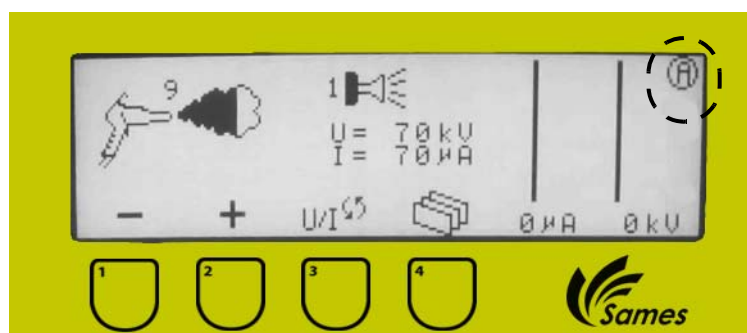 A
9
1
U= 70kV
I= 70µA
- +
U/I
0µA 0kV
1 2 3 4
Sames